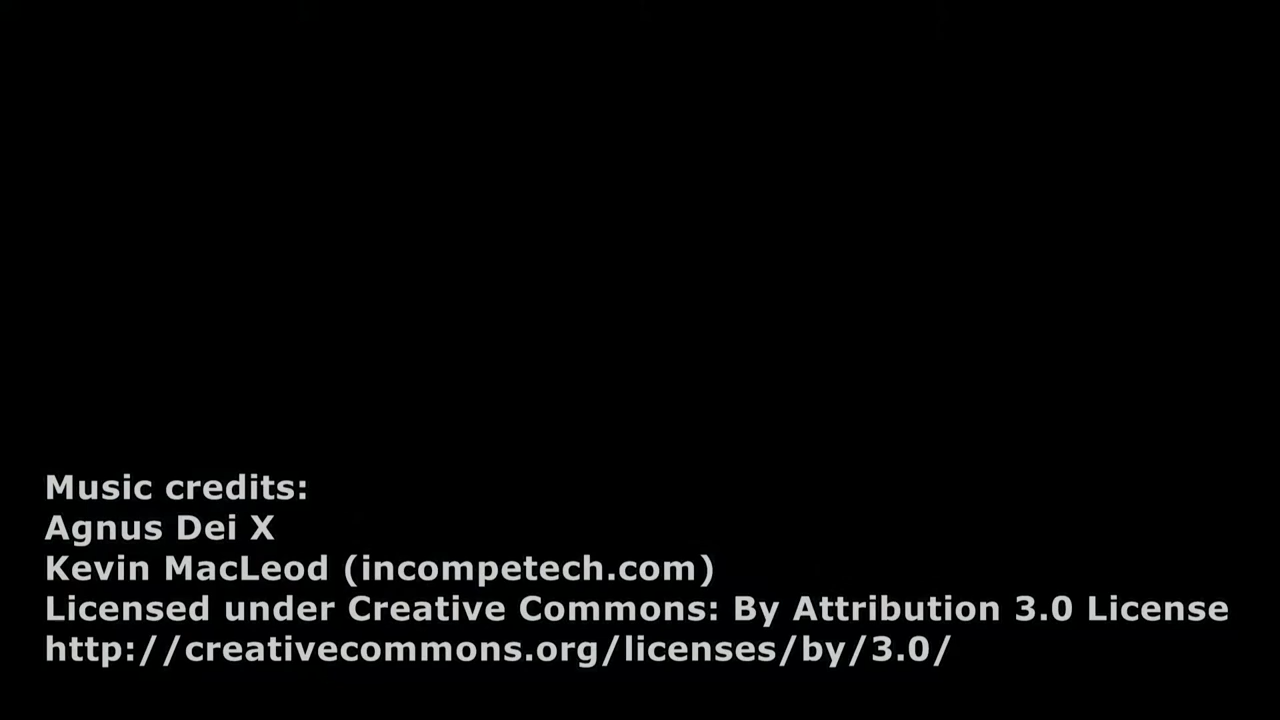 Music credits:
Agnus Dei X
Kevin MacLeod (incompetech.com)
Licensed under Creative Commons: By Attribution 3.0 License
http://creativecommons.org/licenses/by/3.0/